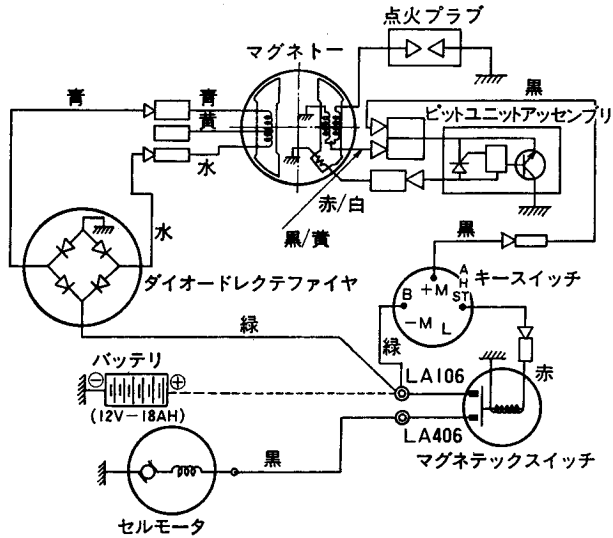 点火プラブ
マグネトー
黒
青
青
ピットユニットアッセンブリ
黄
水
赤/白
黒/黄
水
黒
ダイオードレクテファイヤ
キースイッチ
A
H
ST
B
+M
-M
L
緑
緑
赤
バッテリ
⊖
⊕
(12V-18AH)
LA106
LA406
黒
マグネテックスイッチ
セルモータ